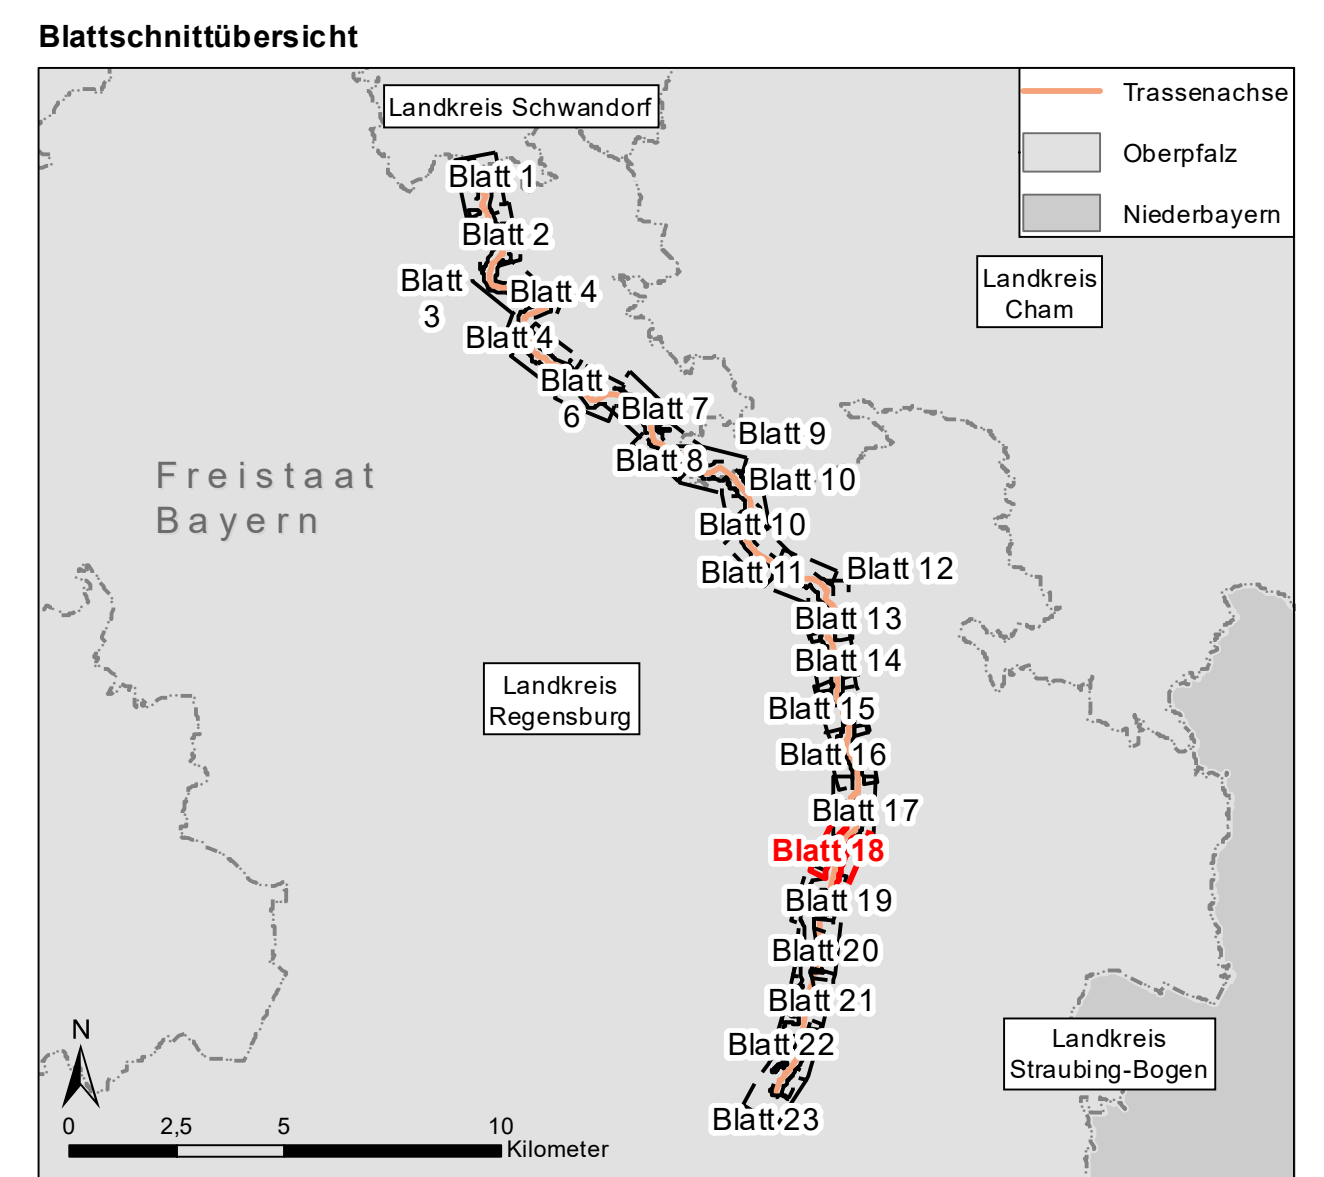 Blattschnittübersicht
Landkreis Schwandorf
Trassenachse
Oberpfalz
Niederbayern
Blatt 1
Blatt 2
Blatt
3
Blatt 4
Blatt 4
Landkreis
Cham
Blatt
6
Blatt 7
Blatt 8
Blatt 9
Blatt 10
Blatt 10
Freistaat
Bayern
Blatt 11
Blatt 12
Blatt 13
Blatt 14
Landkreis
Regensburg
Blatt 15
Blatt 16
Blatt 17
Blatt 18
Blatt 19
Blatt 20
Blatt 21
Blatt 22
Blatt 23
Landkreis
Straubing-Bogen
N
0 2,5 5 10
Kilometer